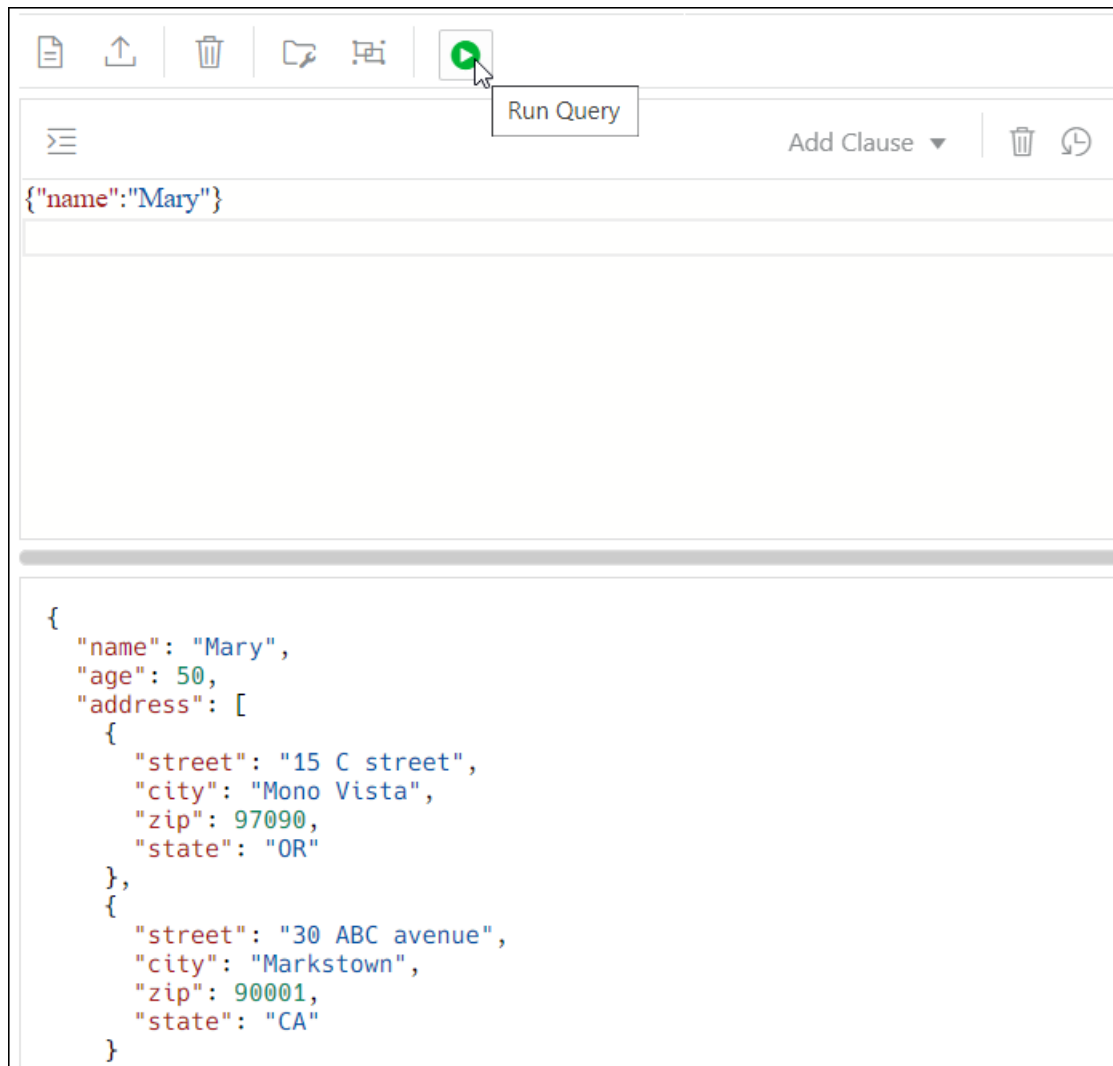 Run Query
Add Clause
{"name":"Mary"}
{
"name": "Mary",
"age": 50,
"address": [
{
"street": "15 C street",
"city": "Mono Vista",
"zip": 97090,
"state": "OR"
},
{
"street": "30 ABC avenue",
"city": "Markstown",
"zip": 90001,
"state": "CA"
}